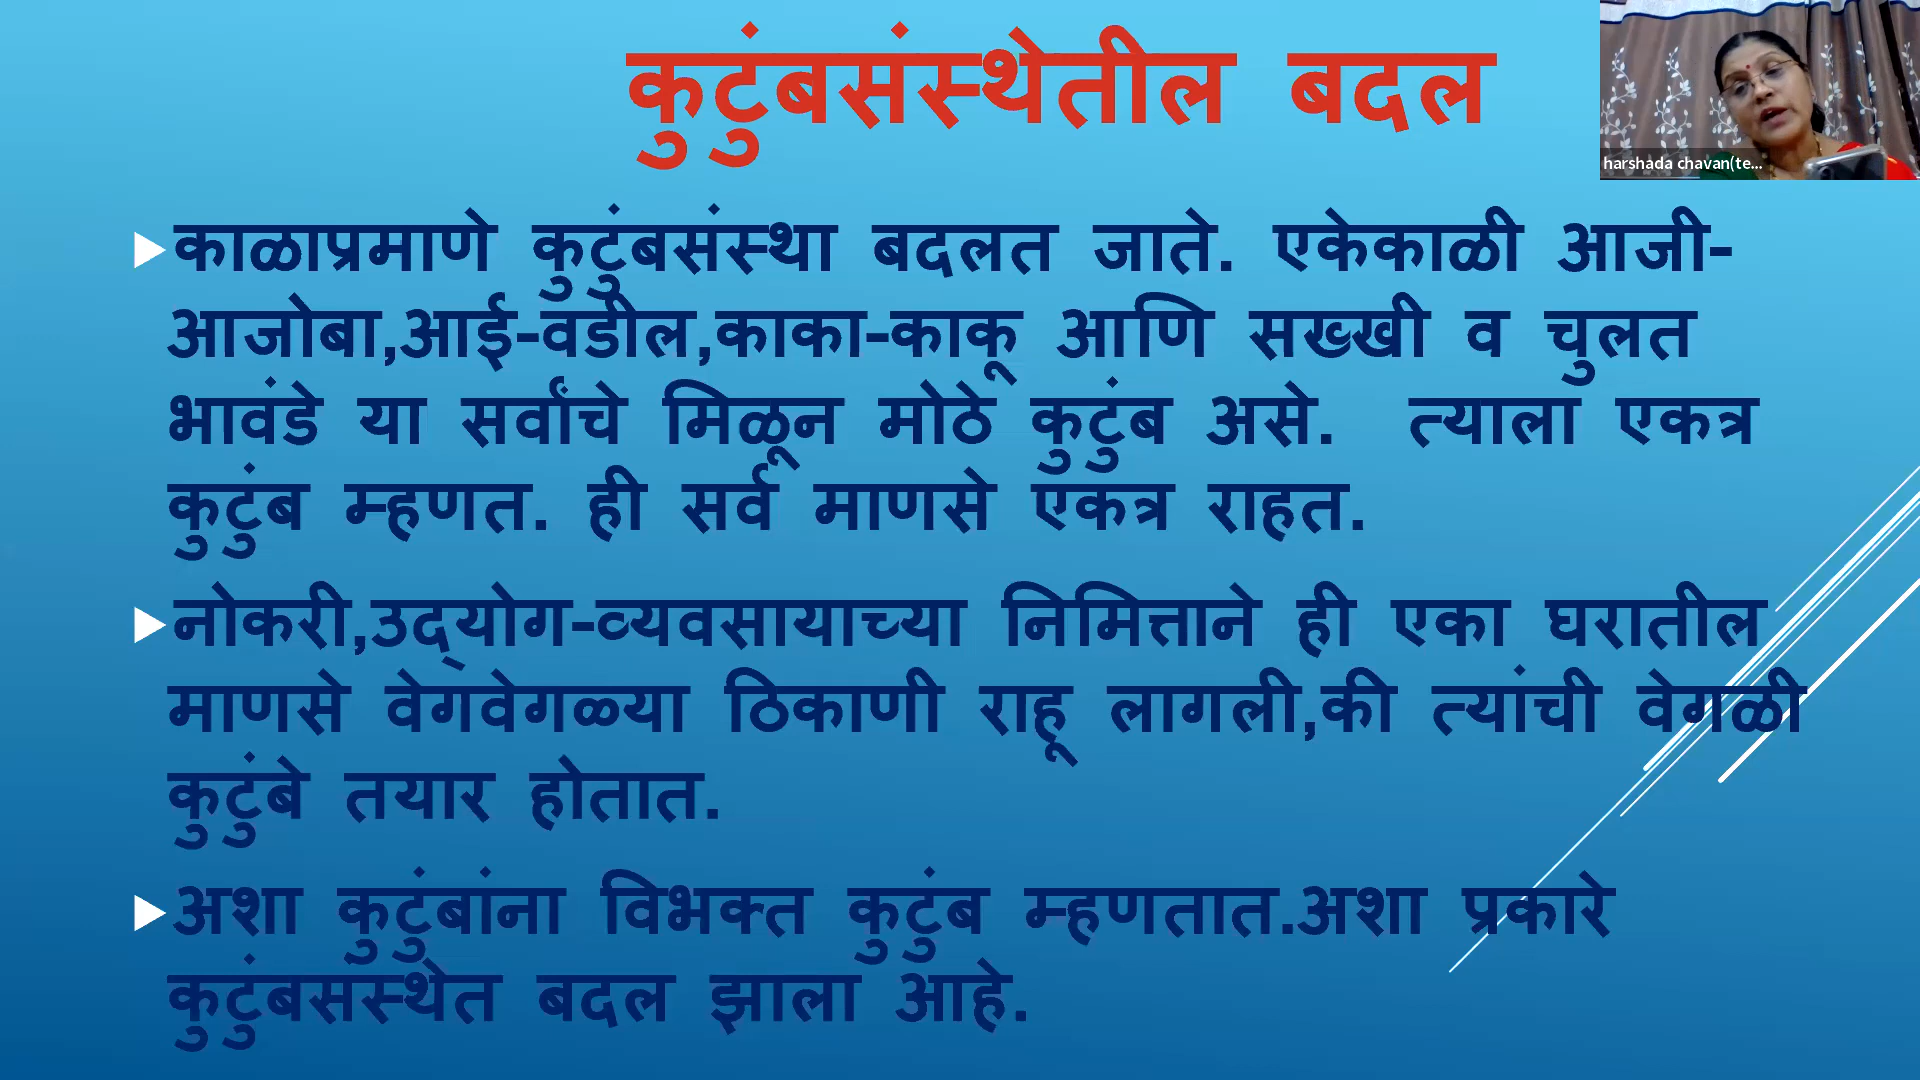 कुटुंबसंस्थेतील बदल
harshada chavan(te...
काळाप्रमाणे कुटुंबसंस्था बदलत जाते. एकेकाळी आजी-
आजोबा,आई-वडील,काका-काकू आणि सख्खी व चुलत
भावंडे या सर्वांचे मिळून मोठे कुटुंब असे. त्याला एकत्र
कुटुंब म्हणत. ही सर्व माणसे एकत्र राहत.
नोकरी,उद्‌योग-व्यवसायाच्या निमित्ताने ही एका घरातील
माणसे वेगवेगळ्या ठिकाणी राहू लागली,की त्यांची वेगळी
कुटुंबे तयार होतात.
अशा कुटुंबांना विभक्त कुटुंब म्हणतात.अशा प्रकारे
कुटुंबसंस्थेत बदल झाला आहे.